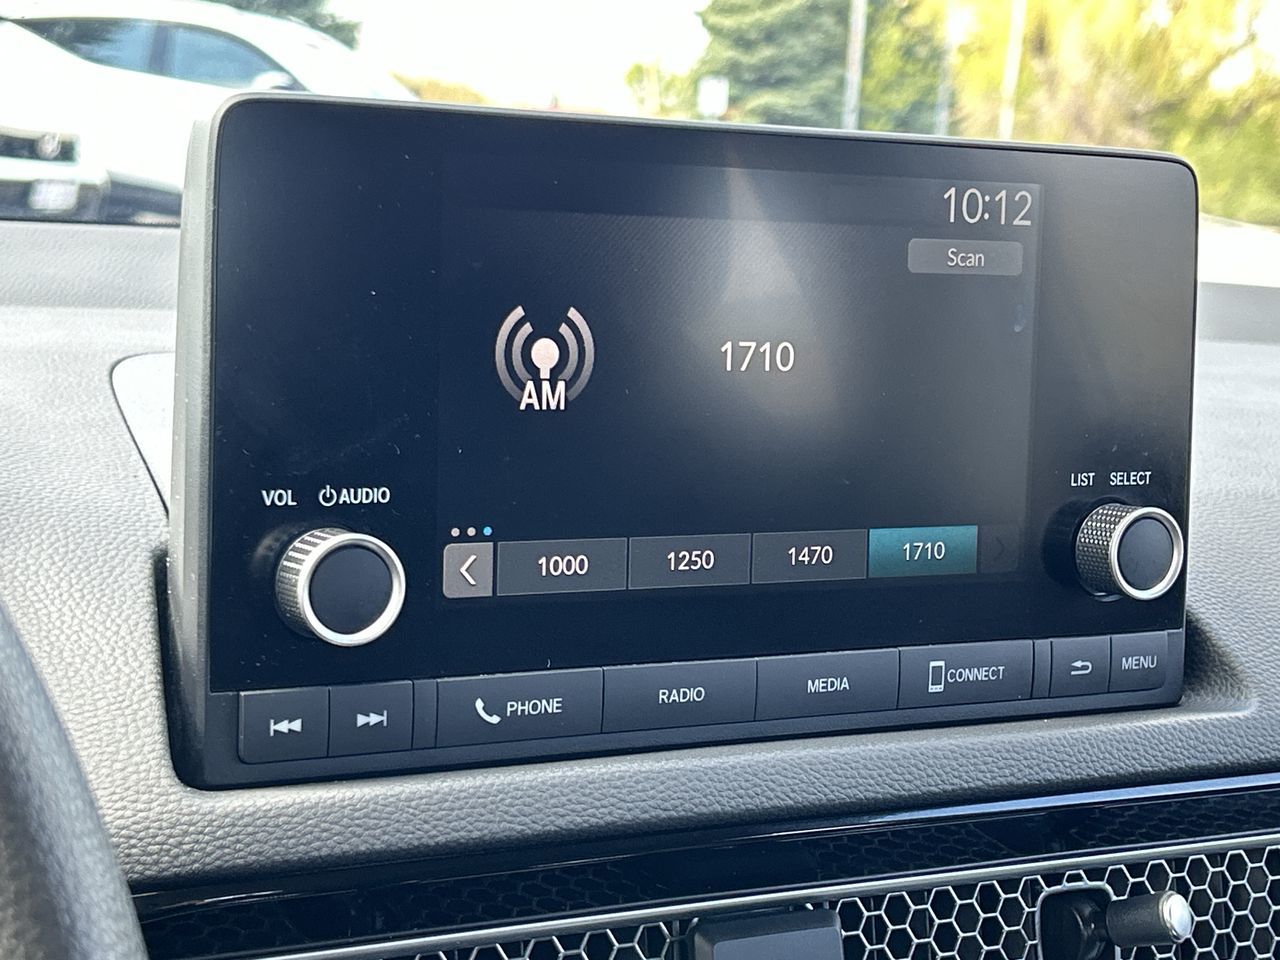 10:12
Scan
1710
AM
VOL AUDIO
LIST SELECT
1000 1250 1470 1710
PHONE RADIO MEDIA CONNECT MENU